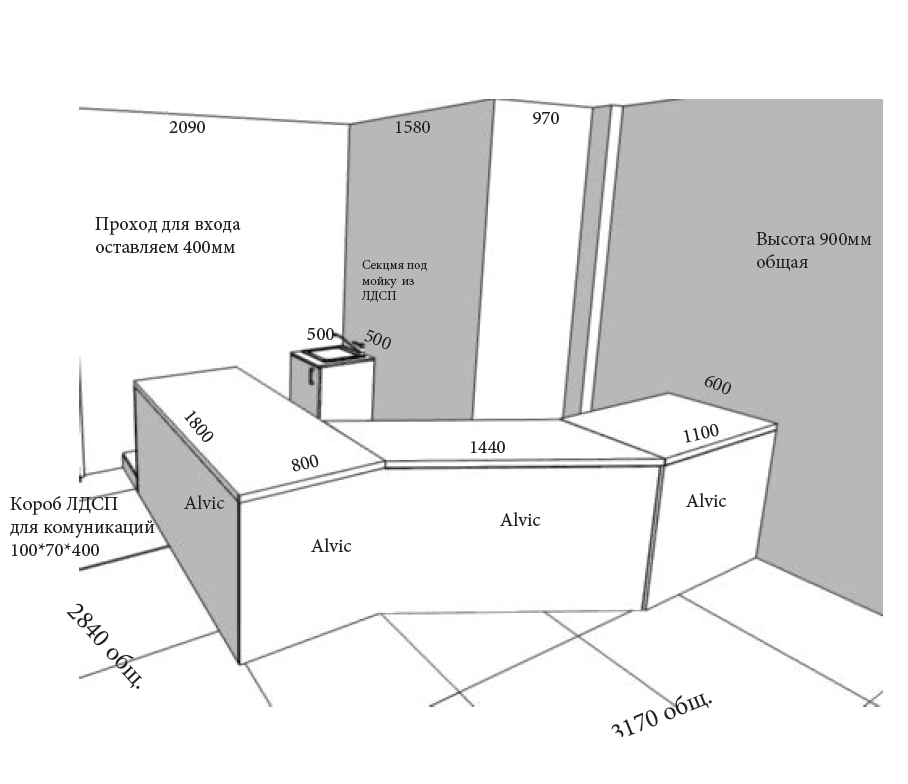 2090
1580
970
Проход для входа
оставляем 400мм
Высота 900мм
общая
Секцмя под
мойку из
ЛДСП
500
500
600
1800
800
1440
1100
Короб ЛДСП
для комуникаций
100*70*400
Alvic
Alvic
Alvic
Alvic
2840 общ.
3170 общ.